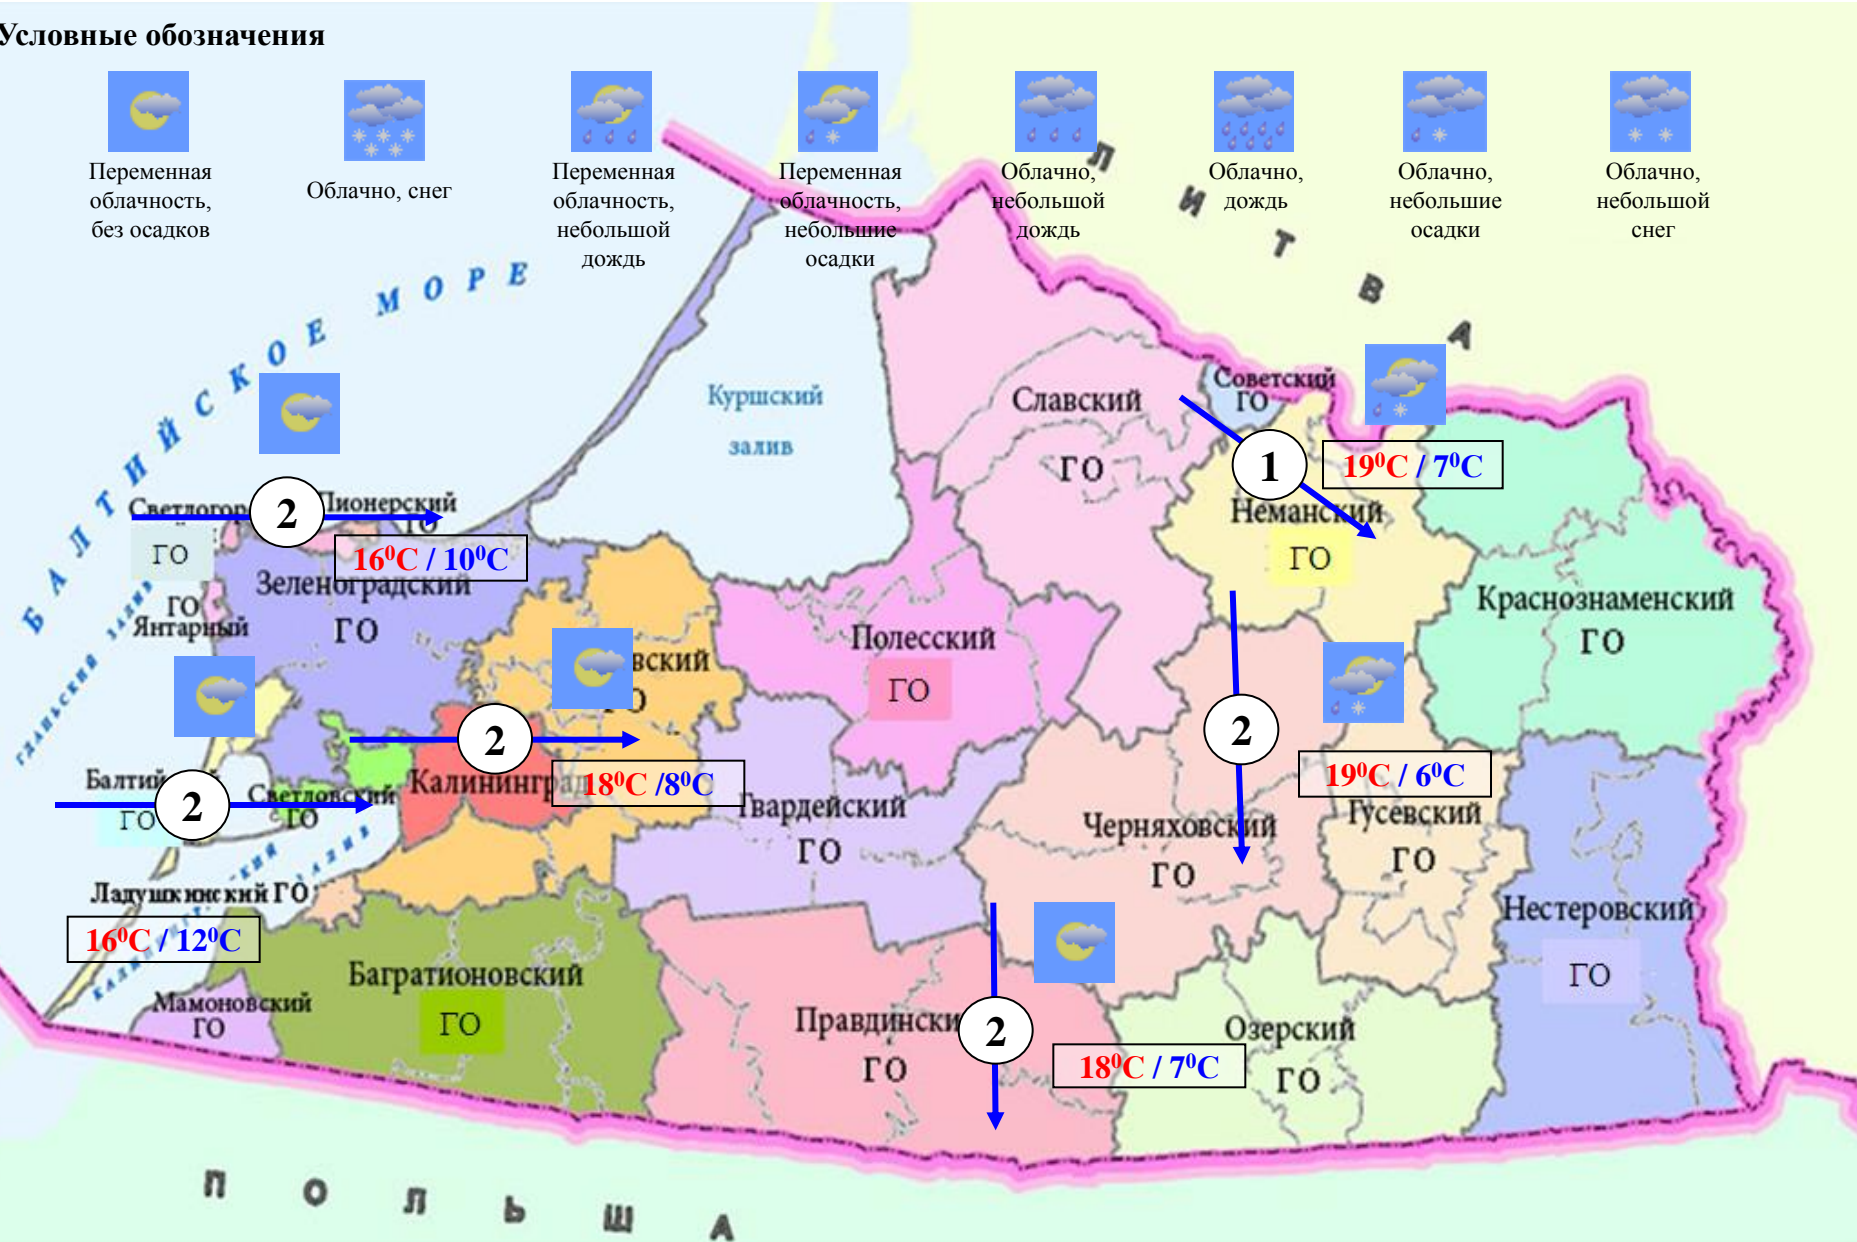 Условные обозначения
Переменная
облачность,
без осадков
Облачно, снег
Переменная
облачность,
небольшой
дождь
Переменная
облачность,
небольшие
осадки
Облачно,
небольшой
дождь
Облачно,
дождь
Облачно,
небольшие
осадки
Облачно,
небольшой
снег
ЛИТВА
БАЛТИЙСКОЕ МОРЕ
Куршский
залив
Славский
ГО
Советский
ГО
1
19⁰С / 7⁰С
Неманский
ГО
Светлогор
ГО
2
Пионерский
ГО
16⁰С / 10⁰С
Зеленоградский
ГО
ГО
Янтарный
Краснознаменский
ГО
Полесский
ГО
вский
2
18⁰С /8⁰С
Калининград
2
19⁰С / 6⁰С
Балтий
ГО
2
Светловский
ГО
Гвардейский
ГО
Черняховский
ГО
Гусевский
ГО
Ладушкинский ГО
16⁰С / 12⁰С
Нестеровский
ГО
Багратионовский
ГО
Мамоновский
ГО
Правдински
ГО
2
18⁰С / 7⁰С
Озерский
ГО
ПОЛЬША